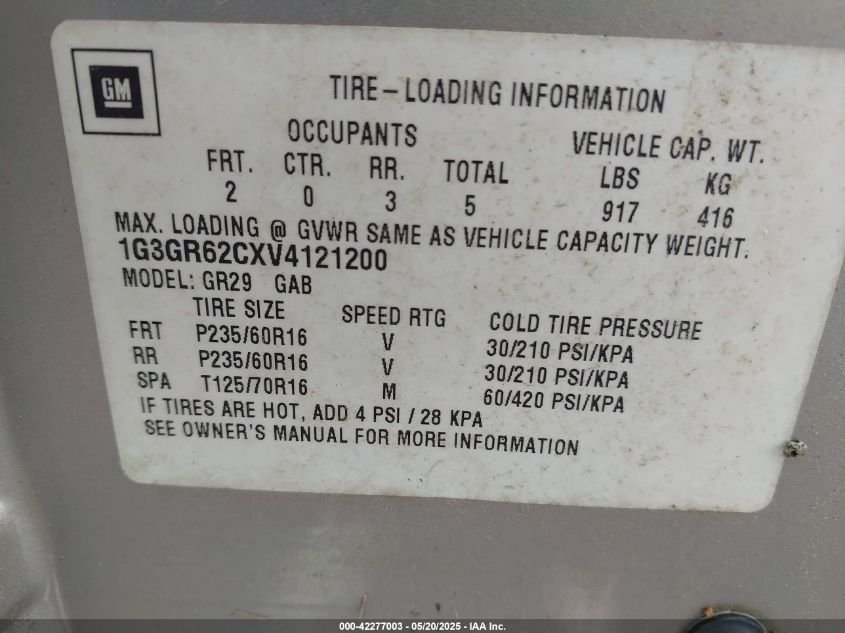 GM
TIRE-LOADING INFORMATION
OCCUPANTS VEHICLE CAP. WT.
FRT. CTR. RR. TOTAL LBS KG
2 0 3 5 917 416
MAX. LOADING @ GVWR SAME AS VEHICLE CAPACITY WEIGHT.
1G3GR62CXV4121200
MODEL: GR29 GAB
TIRE SIZE SPEED RTG COLD TIRE PRESSURE
FRT P235/60R16 V 30/210 PSI/KPA
RR P235/60R16 V 30/210 PSI/KPA
SPA T125/70R16 M 60/420 PSI/KPA
IF TIRES ARE HOT, ADD 4 PSI / 28 KPA
SEE OWNER'S MANUAL FOR MORE INFORMATION
000-42277003 - 05/20/2025 - IAA Inc.